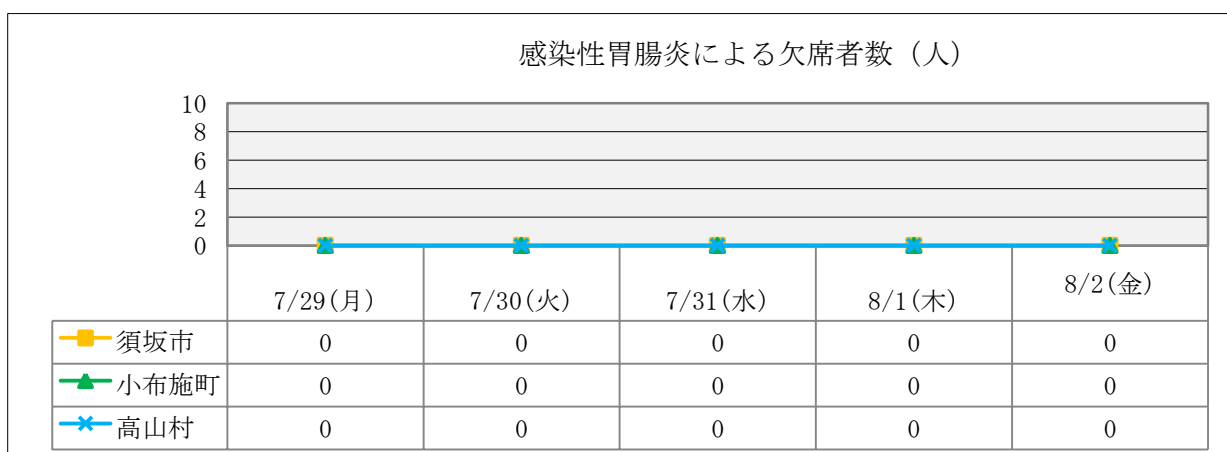 感染性胃腸炎による欠席者数（人）
10
8
6
4
2
0
7/29(月) 7/30(火) 7/31(水) 8/1(木) 8/2(金)
須坂市 0 0 0 0 0
小布施町 0 0 0 0 0
高山村 0 0 0 0 0